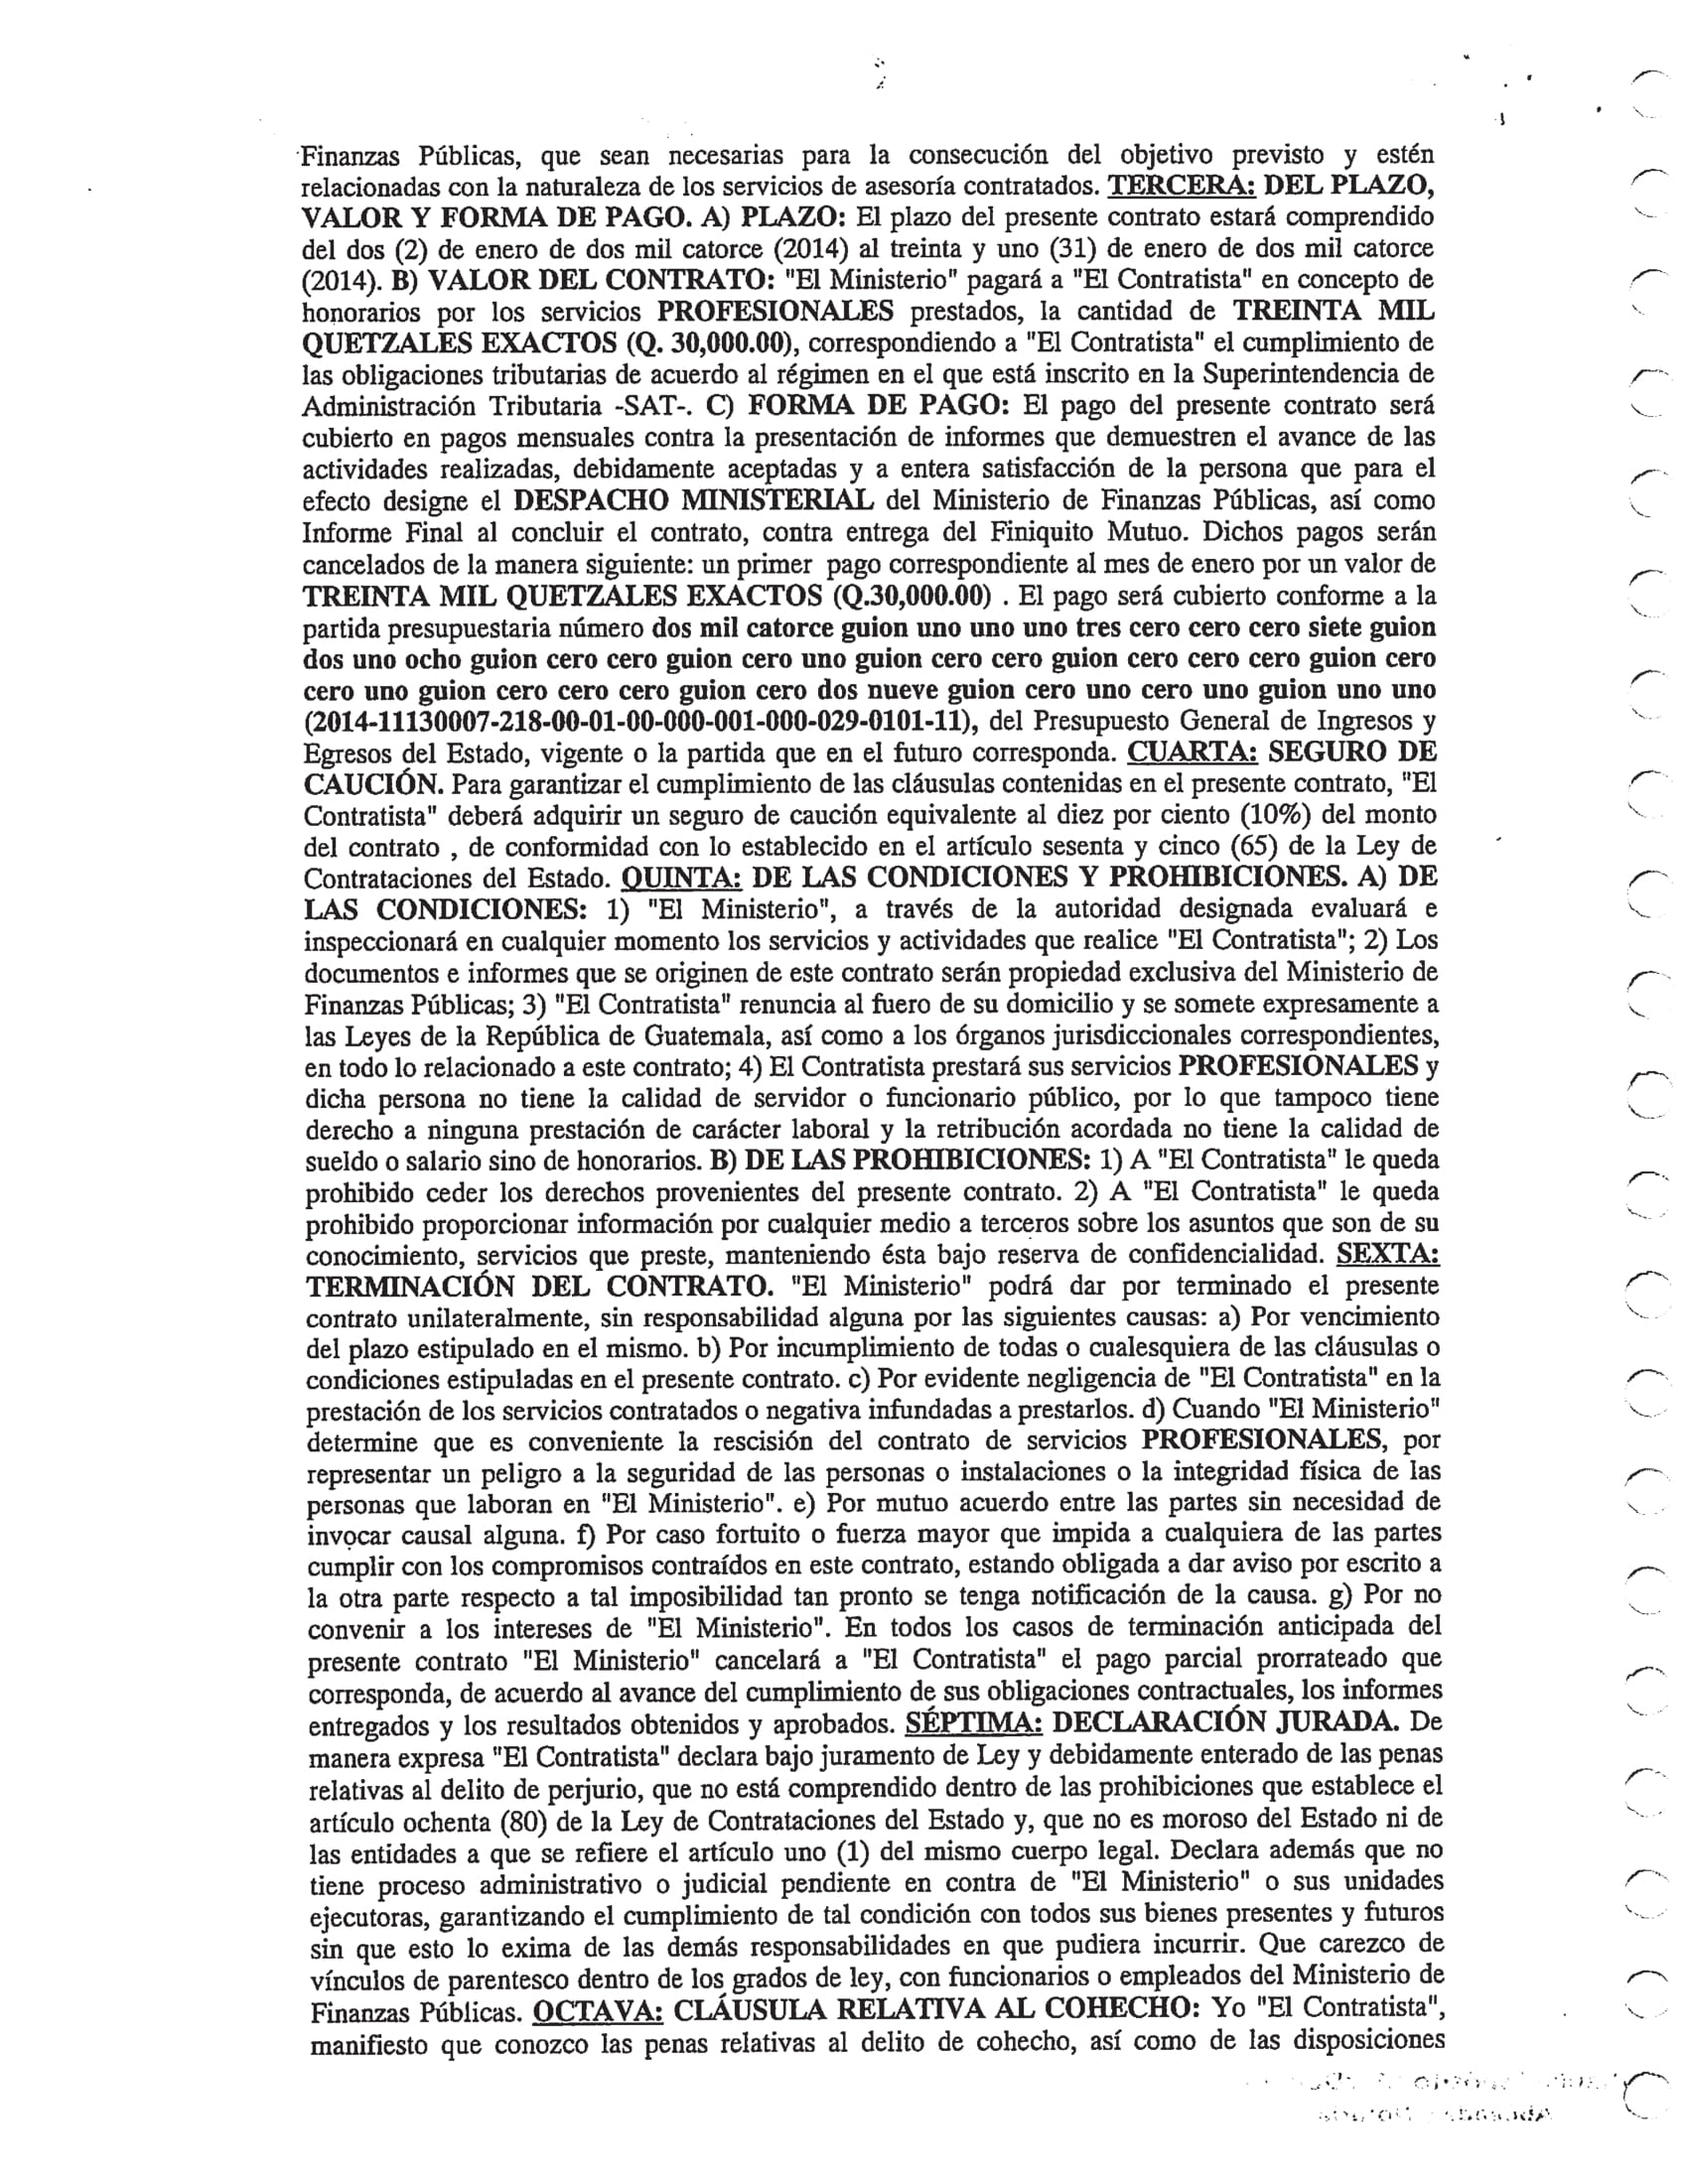 Finanzas Públicas, que sean necesarias para la consecución del objetivo previsto y estén
relacionadas con la naturaleza de los servicios de asesoría contratados. TERCERA: DEL PLAZO,
VALOR Y FORMA DE PAGO. A) PLAZO: El plazo del presente contrato estará comprendido
del dos (2) de enero de dos mil catorce (2014) al treinta y uno (31) de enero de dos mil catorce
(2014). B) VALOR DEL CONTRATO: "El Ministerio" pagará a "El Contratista" en concepto de
honorarios por los servicios PROFESIONALES prestados, la cantidad de TREINTA MIL
QUETZALES EXACTOS (Q. 30,000.00), correspondiendo a "El Contratista" el cumplimiento de
las obligaciones tributarias de acuerdo al régimen en el que está inscrito en la Superintendencia de
Administración Tributaria -SAT-. C) FORMA DE PAGO: El pago del presente contrato será
cubierto en pagos mensuales contra la presentación de informes que demuestren el avance de las
actividades realizadas, debidamente aceptadas y a entera satisfacción de la persona que para el
efecto designe el DESPACHO MINISTERIAL del Ministerio de Finanzas Públicas, así como
Informe Final al concluir el contrato, contra entrega del Finiquito Mutuo. Dichos pagos serán
cancelados de la manera siguiente: un primer pago correspondiente al mes de enero por un valor de
TREINTA MIL QUETZALES EXACTOS (Q.30,000.00) . El pago será cubierto conforme a la
partida presupuestaria número dos mil catorce guion uno uno uno tres cero cero cero siete guion
dos uno ocho guion cero cero guion cero uno guion cero cero guion cero cero cero guion cero
cero uno guion cero cero cero guion cero dos nueve guion cero uno cero uno guion uno uno
(2014-11130007-218-00-01-00-000-001-000-029-0101-11), del Presupuesto General de Ingresos y
Egresos del Estado, vigente o la partida que en el futuro corresponda. CUARTA: SEGURO DE
CAUCIÓN. Para garantizar el cumplimiento de las cláusulas contenidas en el presente contrato, "El
Contratista" deberá adquirir un seguro de caución equivalente al diez por ciento (10%) del monto
del contrato , de conformidad con lo establecido en el artículo sesenta y cinco (65) de la Ley de
Contrataciones del Estado. QUINTA: DE LAS CONDICIONES Y PROHIBICIONES. A) DE
LAS CONDICIONES: 1) "El Ministerio", a través de la autoridad designada evaluará e
inspeccionará en cualquier momento los servicios y actividades que realice "El Contratista"; 2) Los
documentos e informes que se originen de este contrato serán propiedad exclusiva del Ministerio de
Finanzas Públicas; 3) "El Contratista" renuncia al fuero de su domicilio y se somete expresamente a
las Leyes de la República de Guatemala, así como a los órganos jurisdiccionales correspondientes,
en todo lo relacionado a este contrato; 4) El Contratista prestará sus servicios PROFESIONALES y
dicha persona no tiene la calidad de servidor o funcionario público, por lo que tampoco tiene
derecho a ninguna prestación de carácter laboral y la retribución acordada no tiene la calidad de
sueldo o salario sino de honorarios. B) DE LAS PROHIBICIONES: 1) A "El Contratista" le queda
prohibido ceder los derechos provenientes del presente contrato. 2) A "El Contratista" le queda
prohibido proporcionar información por cualquier medio a terceros sobre los asuntos que son de su
conocimiento, servicios que preste, manteniendo ésta bajo reserva de confidencialidad. SEXTA:
TERMINACIÓN DEL CONTRATO. "El Ministerio" podrá dar por terminado el presente
contrato unilateralmente, sin responsabilidad alguna por las siguientes causas: a) Por vencimiento
del plazo estipulado en el mismo. b) Por incumplimiento de todas o cualesquiera de las cláusulas o
condiciones estipuladas en el presente contrato. c) Por evidente negligencia de "El Contratista" en la
prestación de los servicios contratados o negativa infundadas a prestarlos. d) Cuando "El Ministerio"
determine que es conveniente la rescisión del contrato de servicios PROFESIONALES, por
representar un peligro a la seguridad de las personas o instalaciones o la integridad física de las
personas que laboran en "El Ministerio". e) Por mutuo acuerdo entre las partes sin necesidad de
invocar causal alguna. f) Por caso fortuito o fuerza mayor que impida a cualquiera de las partes
cumplir con los compromisos contraídos en este contrato, estando obligada a dar aviso por escrito a
la otra parte respecto a tal imposibilidad tan pronto se tenga notificación de la causa. g) Por no
convenir a los intereses de "El Ministerio". En todos los casos de terminación anticipada del
presente contrato "El Ministerio" cancelará a "El Contratista" el pago parcial prorrateado que
corresponda, de acuerdo al avance del cumplimiento de sus obligaciones contractuales, los informes
entregados y los resultados obtenidos y aprobados. SÉPTIMA: DECLARACIÓN JURADA. De
manera expresa "El Contratista" declara bajo juramento de Ley y debidamente enterado de las penas
relativas al delito de perjurio, que no está comprendido dentro de las prohibiciones que establece el
artículo ochenta (80) de la Ley de Contrataciones del Estado y, que no es moroso del Estado ni de
las entidades a que se refiere el artículo uno (1) del mismo cuerpo legal. Declara además que no
tiene proceso administrativo o judicial pendiente en contra de "El Ministerio" o sus unidades
ejecutoras, garantizando el cumplimiento de tal condición con todos sus bienes presentes y futuros
sin que esto lo exima de las demás responsabilidades en que pudiera incurrir. Que carezco de
vínculos de parentesco dentro de los grados de ley, con funcionarios o empleados del Ministerio de
Finanzas Públicas. OCTAVA: CLÁUSULA RELATIVA AL COHECHO: Yo "El Contratista",
manifiesto que conozco las penas relativas al delito de cohecho, así como de las disposiciones